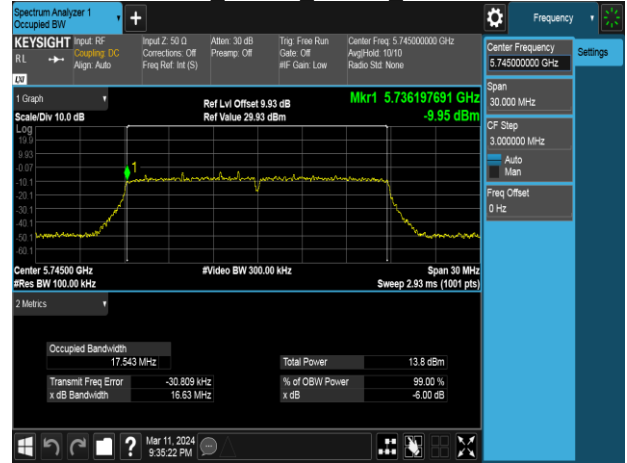 Spectrum Analyzer 1
Occupied BW
Frequency
KEYSIGHT
RL
LXI
Input: RF
Coupling: DC
Align: Auto
Input Z: 50 Ω
Corrections: Off
Freq Ref: Int (S)
Atten: 30 dB
Preamp: Off
Trig: Free Run
Gate: Off
#IF Gain: Low
Center Freq: 5.745000000 GHz
Avg|Hold: 10/10
Radio Std: None
Center Frequency
5.745000000 GHz
Settings
Span
30.000 MHz
CF Step
3.000000 MHz
Auto
Man
Freq Offset
0 Hz
1 Graph
Scale/Div 10.0 dB
Ref Lvl Offset 9.93 dB
Ref Value 29.93 dBm
Mkr1 5.736197691 GHz
-9.95 dBm
Log
19.9
9.93
-0.07
-10.1
-20.1
-30.1
-40.1
-50.1
-60.1
1
Center 5.74500 GHz
#Res BW 100.00 kHz
#Video BW 300.00 kHz
Span 30 MHz
Sweep 2.93 ms (1001 pts)
2 Metrics
Occupied Bandwidth
17.543 MHz
Total Power 13.8 dBm
Transmit Freq Error -30.809 kHz
% of OBW Power 99.00 %
x dB Bandwidth 16.63 MHz
x dB -6.00 dB
?
Mar 11, 2024
9:35:22 PM